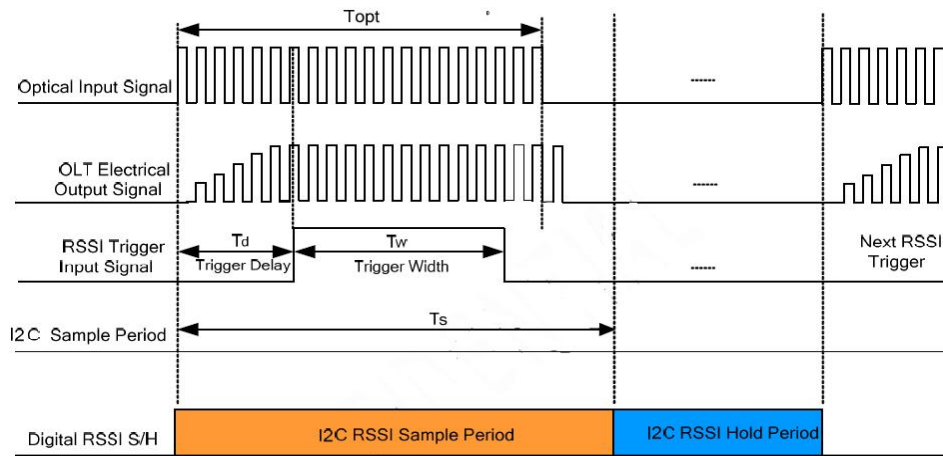 Topt
Optical Input Signal
------
OLT Electrical
Output Signal
------
RSSI Trigger
Input Signal
Td
Trigger Delay
Tw
Trigger Width
------
Next RSSI
Trigger
I2C Sample Period
Ts
Digital RSSI S/H
I2C RSSI Sample Period
I2C RSSI Hold Period